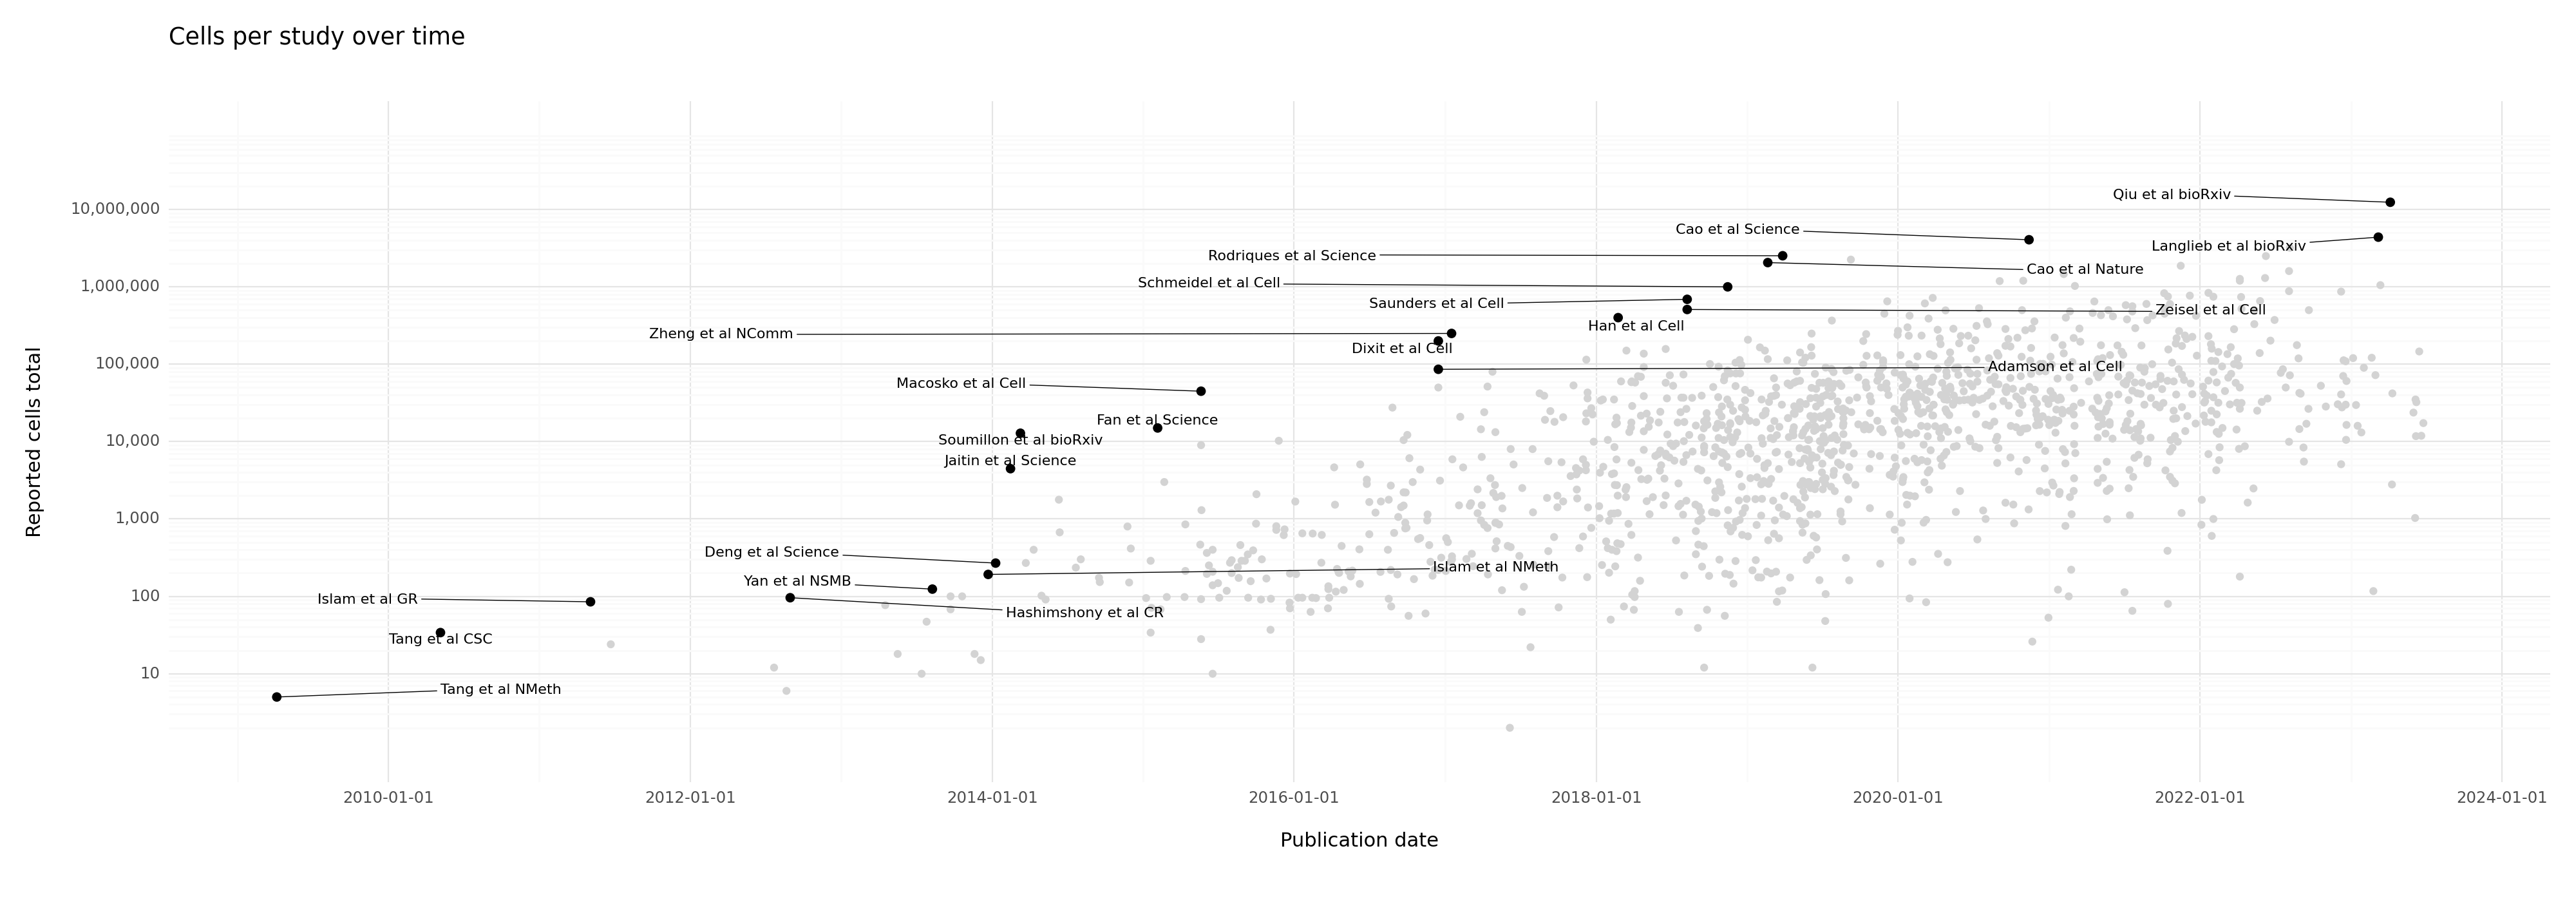 Cells per study over time
Reported cells total
10,000,000
1,000,000
100,000
10,000
1,000
100
10
Qiu et al bioRxiv
Cao et al Science
Langlieb et al bioRxiv
Rodriques et al Science
Cao et al Nature
Schmeidel et al Cell
Saunders et al Cell
Zeisel et al Cell
Han et al Cell
Zheng et al NComm
Dixit et al Cell
Adamson et al Cell
Macosko et al Cell
Fan et al Science
Soumillon et al bioRxiv
Jaitin et al Science
Deng et al Science
Islam et al NMeth
Yan et al NSMB
Islam et al GR
Hashimshony et al CR
Tang et al CSC
Tang et al NMeth
2010-01-01
2012-01-01
2014-01-01
2016-01-01
2018-01-01
2020-01-01
2022-01-01
2024-01-01
Publication date